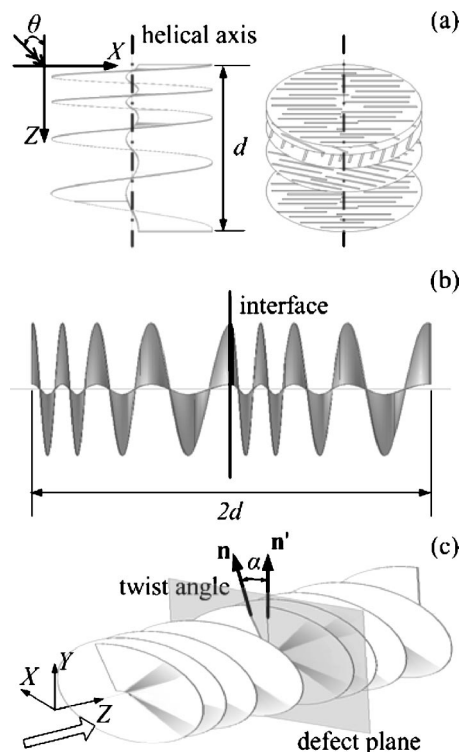 (a)
θ
X
helical axis
Z
d
(b)
interface
2d
(c)
n
n'
α
twist angle
X
Y
Z
defect plane